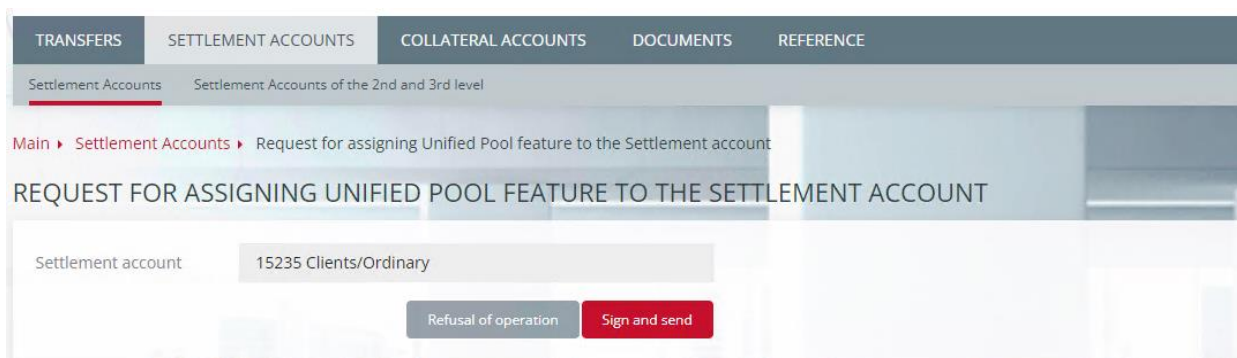 TRANSFERS SETTLEMENT ACCOUNTS COLLATERAL ACCOUNTS DOCUMENTS REFERENCE
Settlement Accounts Settlement Accounts of the 2nd and 3rd level
Main Settlement Accounts Request for assigning Unified Pool feature to the Settlement account
REQUEST FOR ASSIGNING UNIFIED POOL FEATURE TO THE SETTLEMENT ACCOUNT
Settlement account 15235 Clients/Ordinary
Refusal of operation Sign and send